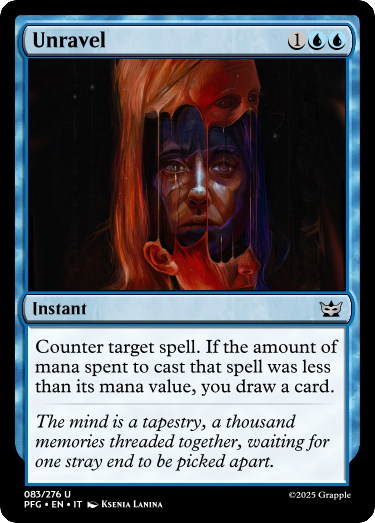 Unravel 1
Instant
Counter target spell. If the amount of
mana spent to cast that spell was less
than its mana value, you draw a card.
The mind is a tapestry, a thousand
memories threaded together, waiting for
one stray end to be picked apart.
083/276 U
PFG • EN • IT Ksenia Lanina
©2025 Grapple